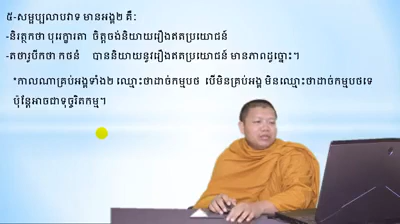 ៥-សម្ផប្បលាបវាទ មានអង្គ២ គឺ:
-និរត្ថកថា បុរេក្ខារតា ចិត្តចង់និយាយរឿងឥតប្រយោជន៍
-តថារូបីកថា កថនំ បាននិយាយនូវរឿងឥតប្រយោជន៍ មានភាពដូច្នោះ។
*កាលណាគ្រប់អង្គទាំង២ ឈ្មោះថាដាច់កម្មបថ បើមិនគ្រប់អង្គ មិនឈ្មោះថាដាច់កម្មបថទេ
ប៉ុន្តែអាចជាទុច្ចរិតកម្ម។